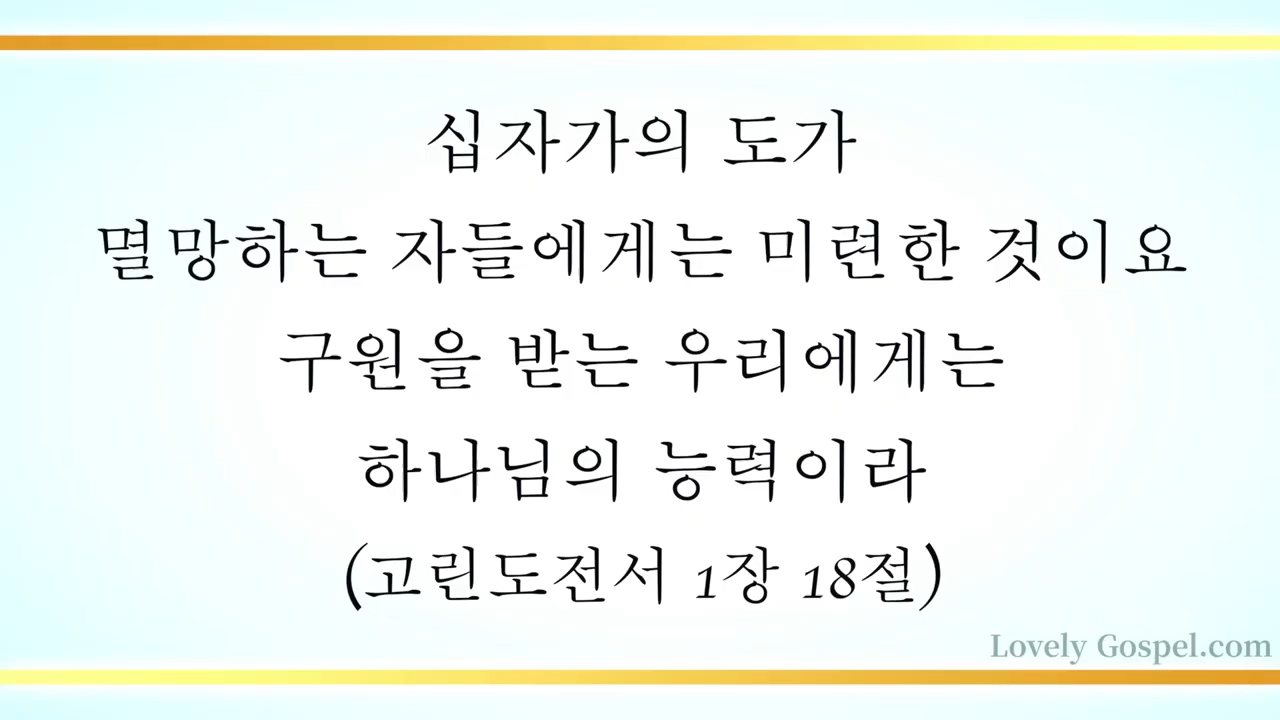 십자가의 도가
멸망하는 자들에게는 미련한 것이요
구원을 받는 우리에게는
하나님의 능력이라
(고린도전서 1장 18절)
Lovely Gospel.com